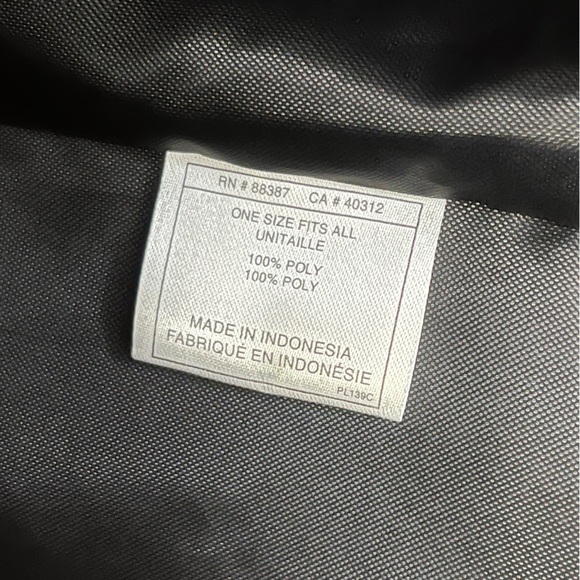 RN # 88387 CA # 40312
ONE SIZE FITS ALL
UNITAILLE
100% POLY
100% POLY
MADE IN INDONESIA
FABRIQUÉ EN INDONÉSIE
PL139C